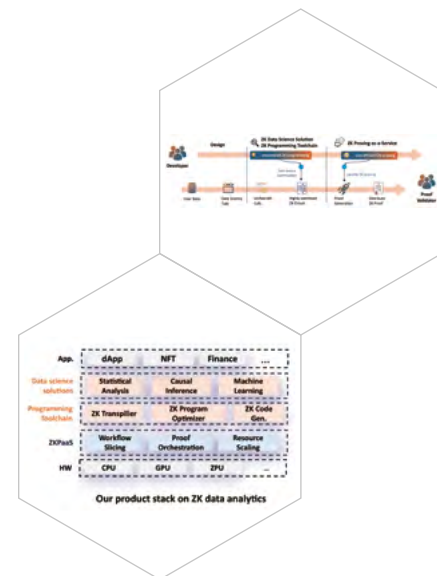 Design
ZK Data Science Solution
ZK Programming Toolchain
ZK Proving as a Service
Developer
User Data
Proof
Generation
Proof
Validator
App.
dApp
NFT
Finance
...
Data science
solutions
Statistical
Analysis
Causal
Inference
Machine
Learning
Programming
toolchain
ZK Transpiler
ZK Program
Optimizer
ZK Code
Gen.
ZKPaaS
Workflow
Slicing
Proof
Orchestration
Resource
Scaling
HW
CPU
GPU
ZPU
...
Our product stack on ZK data analytics